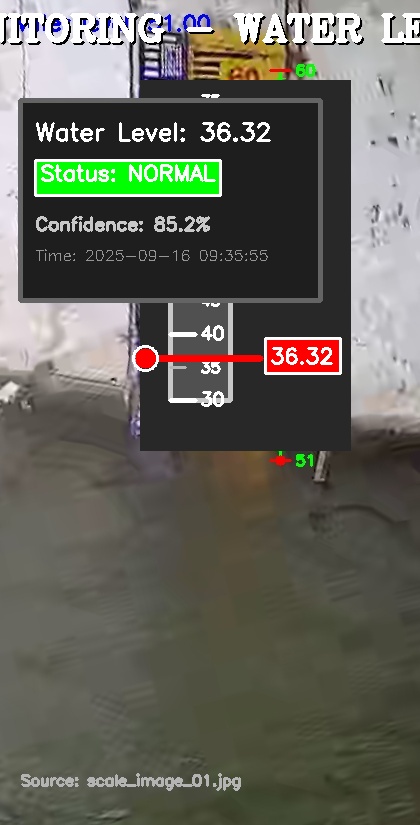 NITORING - WATER LE
1.00
60
60
Water Level: 36.32
Status: NORMAL
Confidence: 85.2%
Time: 2025-09-16 09:35:55
40
36.32
35
30
51
Source: scale_image_01.jpg